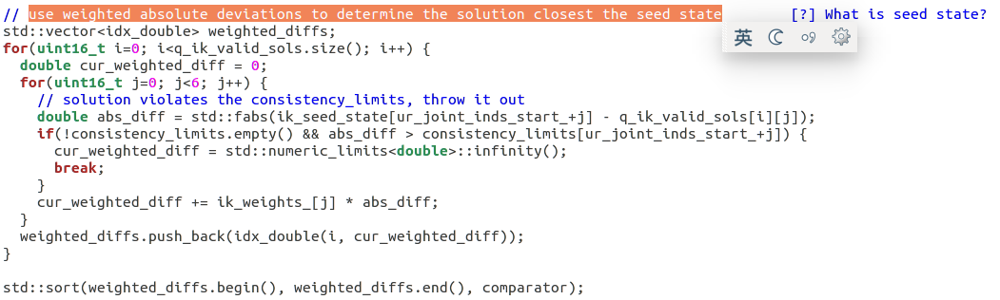 // use weighted absolute deviations to determine the solution closest the seed state [?] What is seed state?
std::vector<idx_double> weighted_diffs;
for(uint16_t i=0; i<q_ik_valid_sols.size(); i++) {
  double cur_weighted_diff = 0;
  for(uint16_t j=0; j<6; j++) {
    // solution violates the consistency_limits, throw it out
    double abs_diff = std::fabs(ik_seed_state[ur_joint_inds_start_+j] - q_ik_valid_sols[i][j]);
    if(!consistency_limits.empty() && abs_diff > consistency_limits[ur_joint_inds_start_+j]) {
      cur_weighted_diff = std::numeric_limits<double>::infinity();
      break;
    }
    cur_weighted_diff += ik_weights_[j] * abs_diff;
  }
  weighted_diffs.push_back(idx_double(i, cur_weighted_diff));
}
std::sort(weighted_diffs.begin(), weighted_diffs.end(), comparator);
英